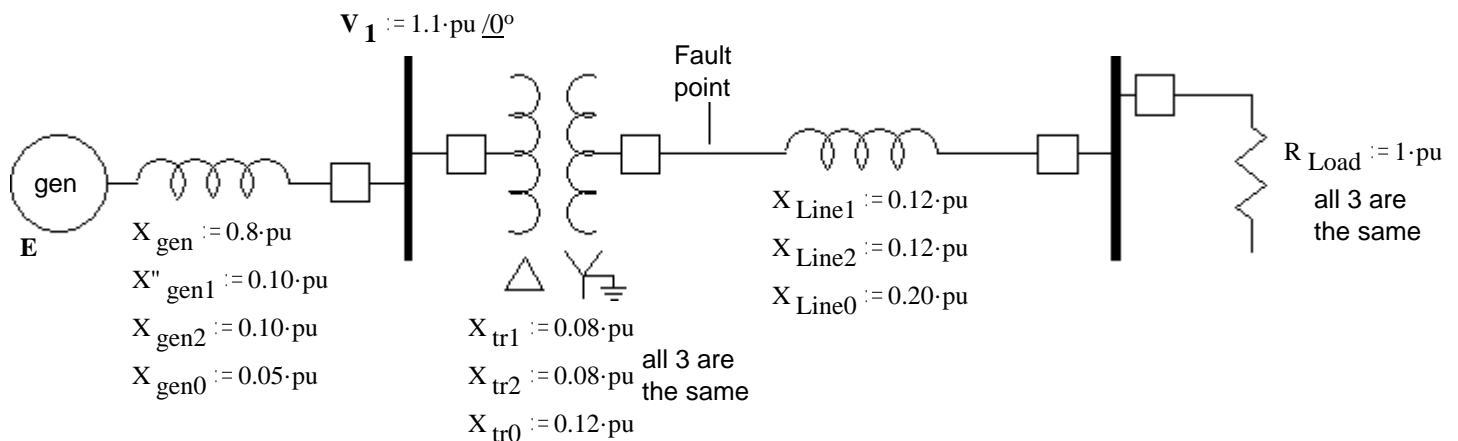 V 1 := 1.1·pu /0º
Fault
point
gen
E
X gen := 0.8·pu
X" gen1 := 0.10·pu
X gen2 := 0.10·pu
X gen0 := 0.05·pu
X tr1 := 0.08·pu
X tr2 := 0.08·pu
X tr0 := 0.12·pu
all 3 are
the same
X Line1 := 0.12·pu
X Line2 := 0.12·pu
X Line0 := 0.20·pu
R Load := 1·pu
all 3 are
the same